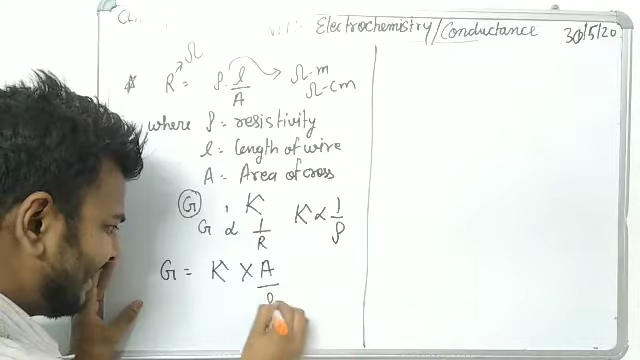 Electrochemistry/Conductance 30/5/20
Ω
R = ρ l/A Ω-m
Ω-cm
where ρ = resistivity
l = length of wire
A = Area of cross
G , K
G ∝ 1/R K ∝ 1/ρ
G = K × A/